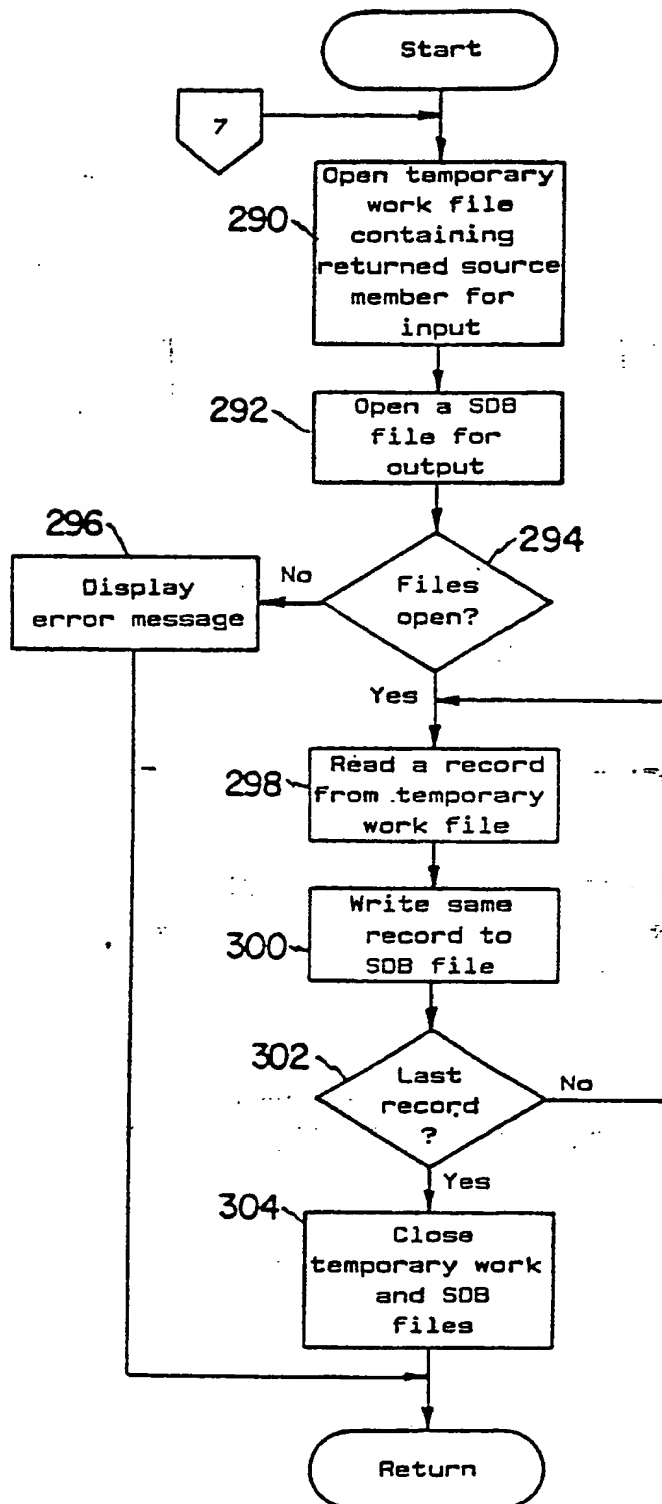 Start
7
290
Open temporary
work file
containing
returned source
member for
input
292
Open a SDB
file for
output
296
294
Display
error message
No
Files
open?
Yes
298
Read a record
from temporary
work file
300
Write same
record to
SDB file
302
Last
record
?
No
Yes
304
Close
temporary work
and SDB
files
Return